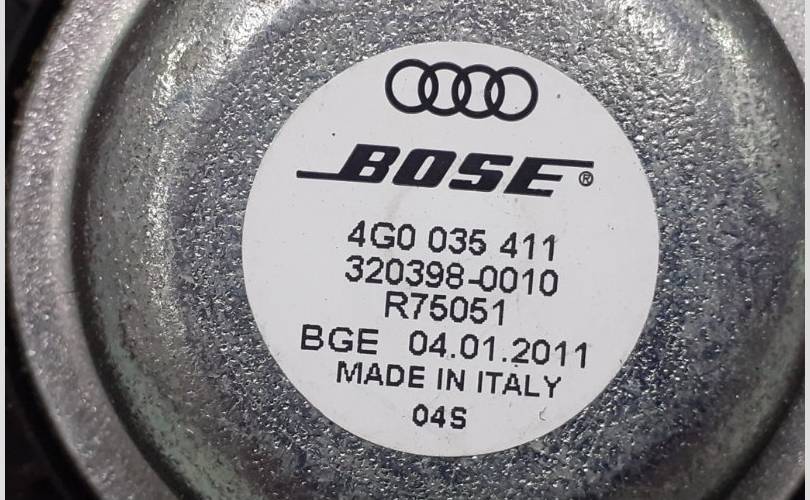 BOSE®
4G0 035 411
320398-0010
R75051
BGE 04.01.2011
MADE IN ITALY
04S